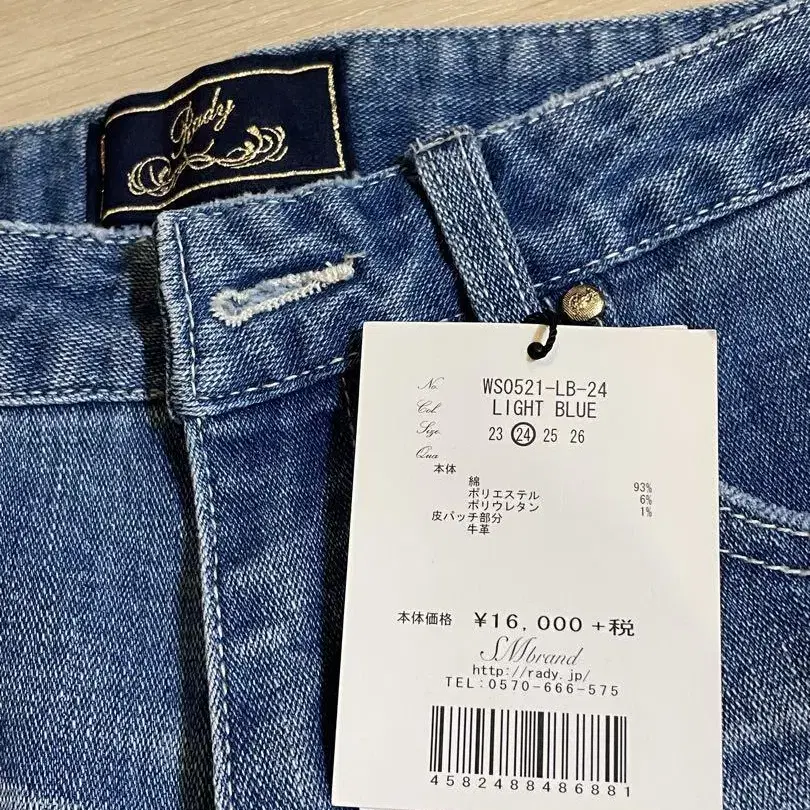 Rady
No. WS0521-LB-24
Col. LIGHT BLUE
Size. 23 24 25 26
Qua
本体
綿 93%
ポリエステル 6%
ポリウレタン 1%
皮パッチ部分
牛革
本体価格 ¥16,000+税
SMbrand
http://rady.jp/
TEL:0570-666-575
4582488486881